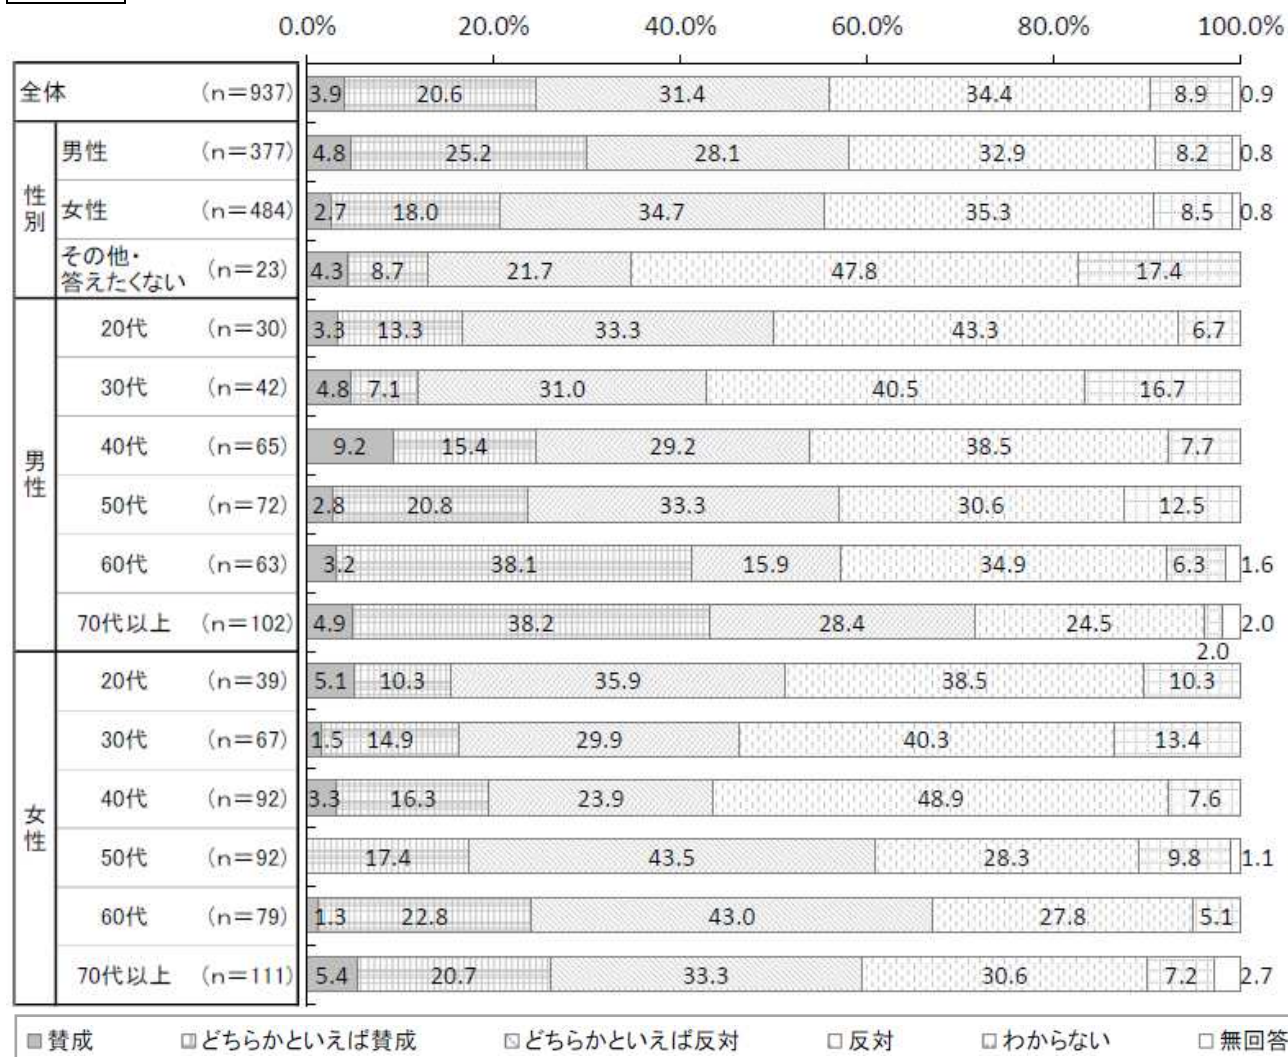 0.0% 20.0% 40.0% 60.0% 80.0% 100.0%
全体 (n=937) 3.9 20.6 31.4 34.4 8.9 0.9
性別
男性 (n=377) 4.8 25.2 28.1 32.9 8.2 0.8
女性 (n=484) 2.7 18.0 34.7 35.3 8.5 0.8
その他・
答えたくない (n=23) 4.3 8.7 21.7 47.8 17.4
男性
20代 (n=30) 3.3 13.3 33.3 43.3 6.7
30代 (n=42) 4.8 7.1 31.0 40.5 16.7
40代 (n=65) 9.2 15.4 29.2 38.5 7.7
50代 (n=72) 2.8 20.8 33.3 30.6 12.5
60代 (n=63) 3.2 38.1 15.9 34.9 6.3 1.6
70代以上 (n=102) 4.9 38.2 28.4 24.5 2.0 2.0
女性
20代 (n=39) 5.1 10.3 35.9 38.5 10.3
30代 (n=67) 1.5 14.9 29.9 40.3 13.4
40代 (n=92) 3.3 16.3 23.9 48.9 7.6
50代 (n=92) 17.4 43.5 28.3 9.8 1.1
60代 (n=79) 1.3 22.8 43.0 27.8 5.1
70代以上 (n=111) 5.4 20.7 33.3 30.6 7.2 2.7
賛成 どちらかといえば賛成 どちらかといえば反対 反対 わからない 無回答